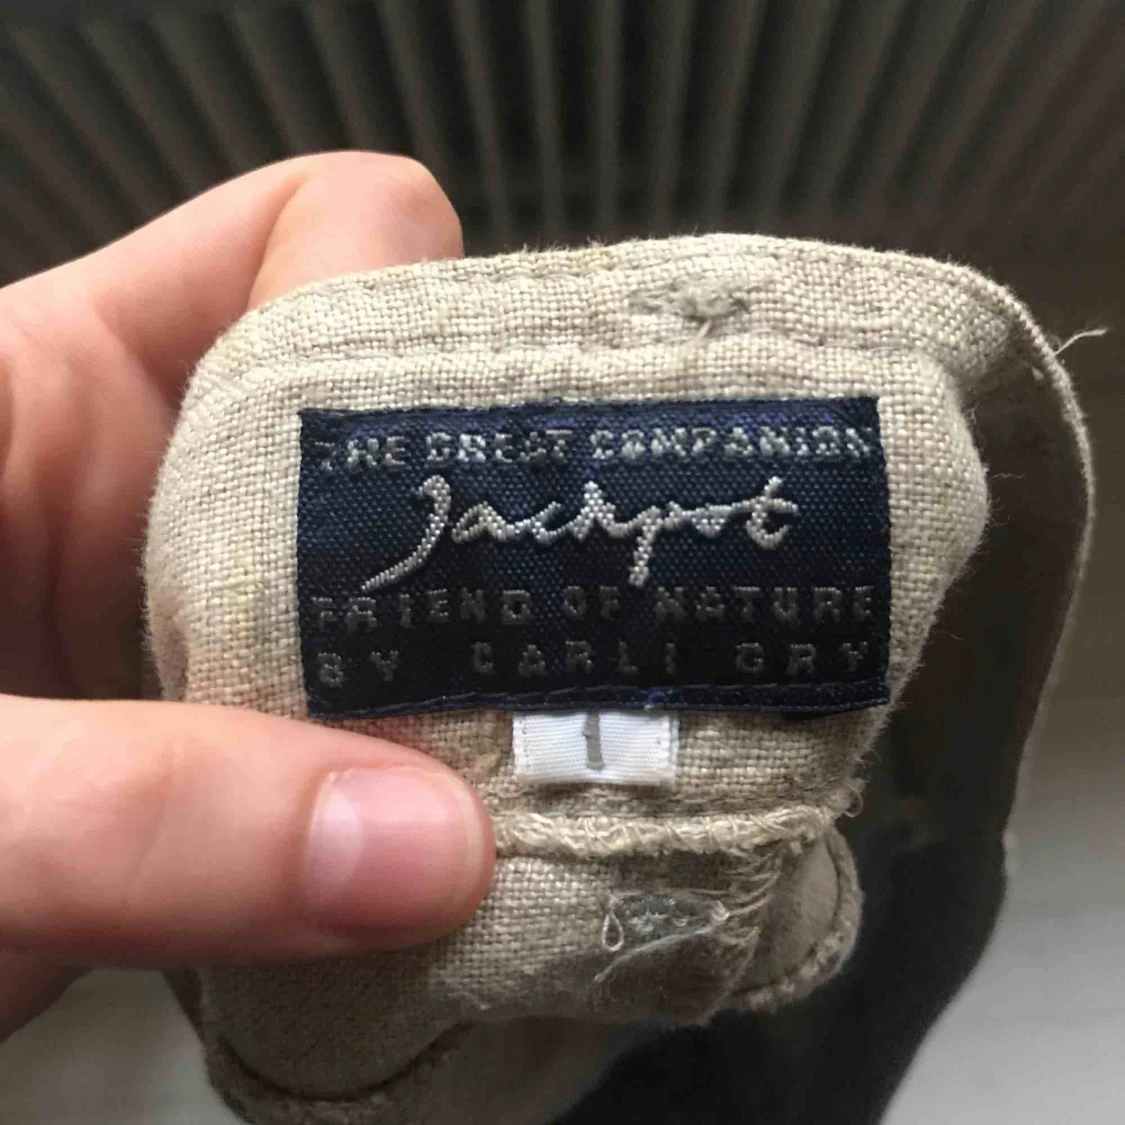 THE GREAT COMPANION
Jackpot
FRIEND OF NATURE
BY CARLI GRY
1